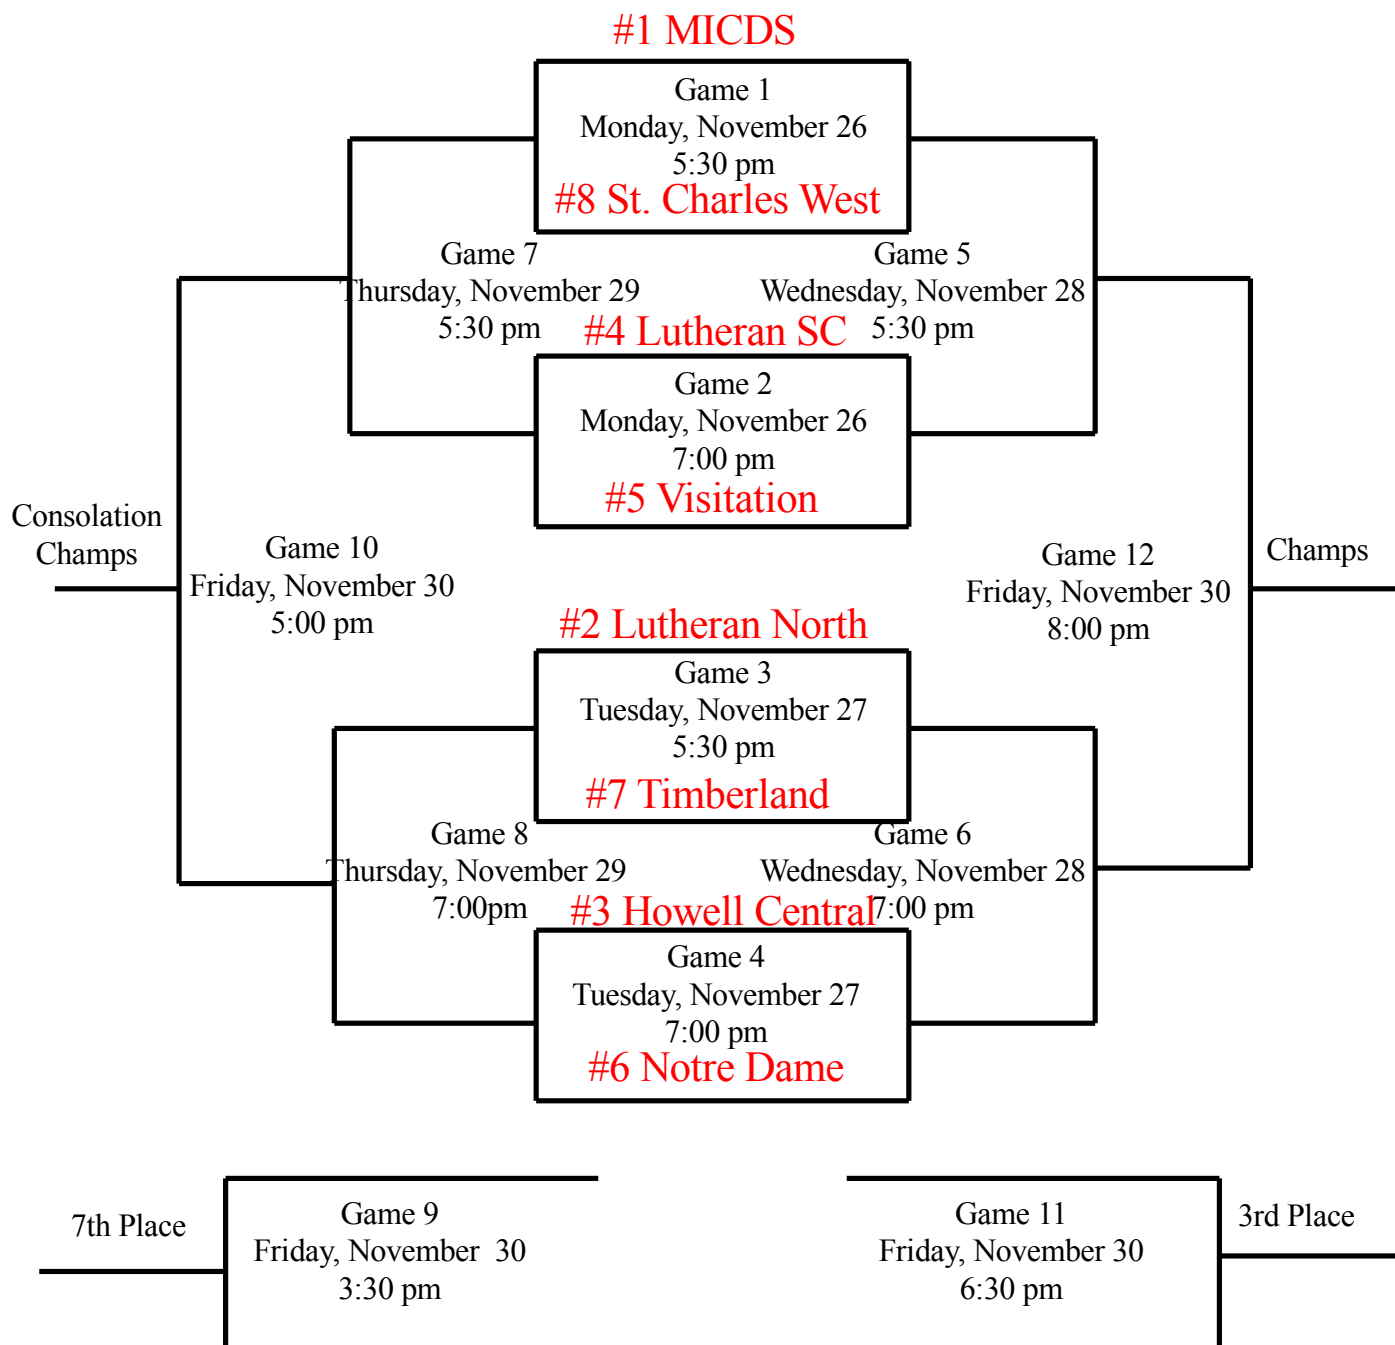 #1 MICDS
Game 1
Monday, November 26
5:30 pm
#8 St. Charles West
Game 7
Thursday, November 29
5:30 pm
Game 5
Wednesday, November 28
5:30 pm
#4 Lutheran SC
Game 2
Monday, November 26
7:00 pm
#5 Visitation
Consolation
Champs
Game 10
Friday, November 30
5:00 pm
Game 12
Friday, November 30
8:00 pm
Champs
#2 Lutheran North
Game 3
Tuesday, November 27
5:30 pm
#7 Timberland
Game 8
Thursday, November 29
7:00pm
Game 6
Wednesday, November 28
7:00 pm
#3 Howell Central
Game 4
Tuesday, November 27
7:00 pm
#6 Notre Dame
7th Place
Game 9
Friday, November  30
3:30 pm
Game 11
Friday, November 30
6:30 pm
3rd Place